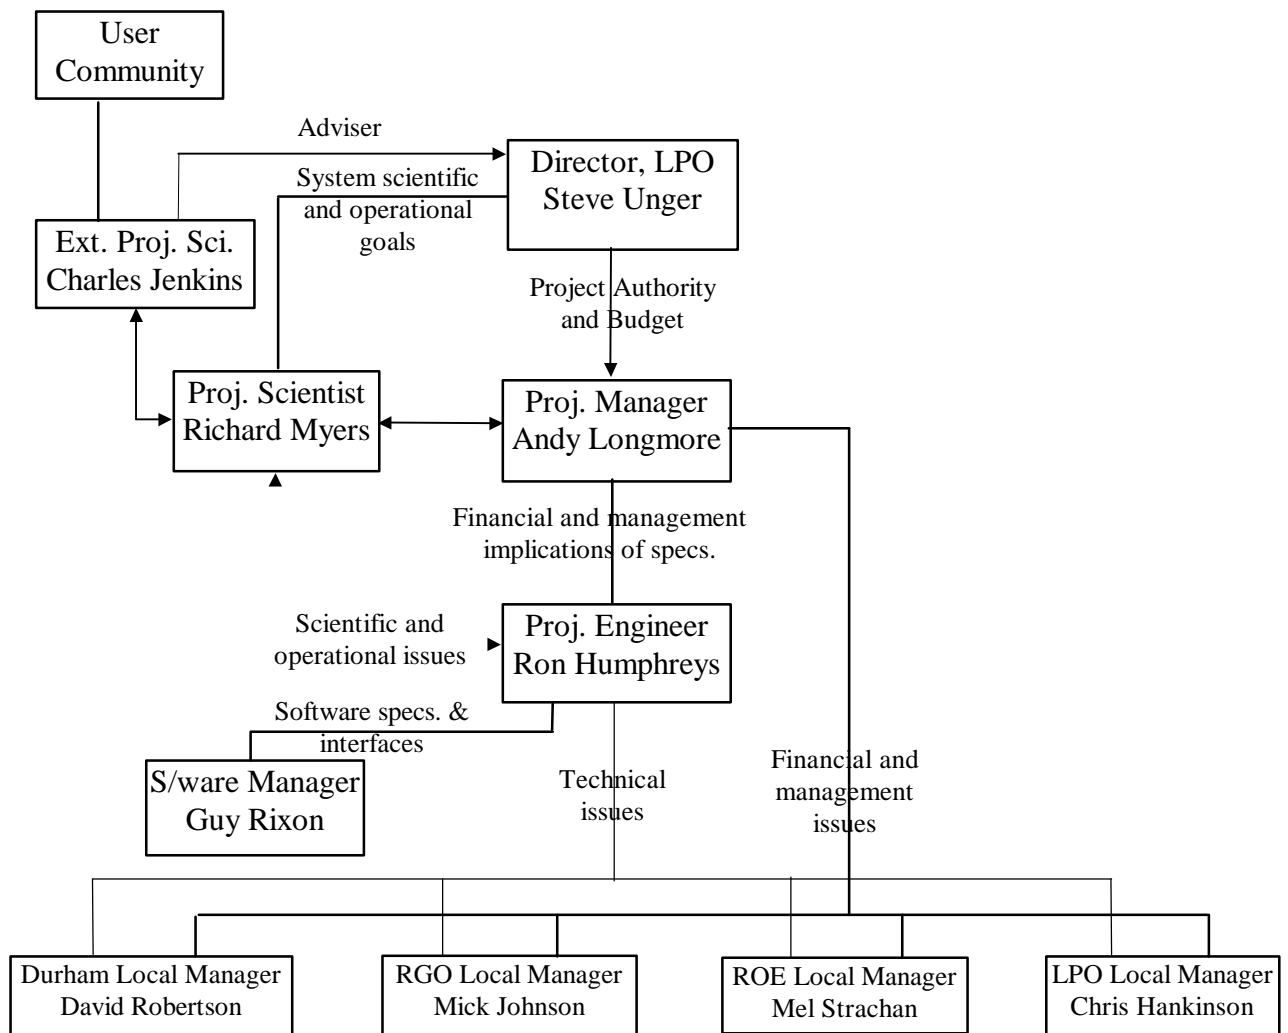 User
Community
Adviser
Director, LPO
Steve Unger
System scientific
and operational
goals
Ext. Proj. Sci.
Charles Jenkins
Project Authority
and Budget
Proj. Scientist
Richard Myers
Proj. Manager
Andy Longmore
Financial and management
implications of specs.
Scientific and
operational issues
Proj. Engineer
Ron Humphreys
Software specs. &
interfaces
S/ware Manager
Guy Rixon
Technical
issues
Financial and
management
issues
Durham Local Manager
David Robertson
RGO Local Manager
Mick Johnson
ROE Local Manager
Mel Strachan
LPO Local Manager
Chris Hankinson